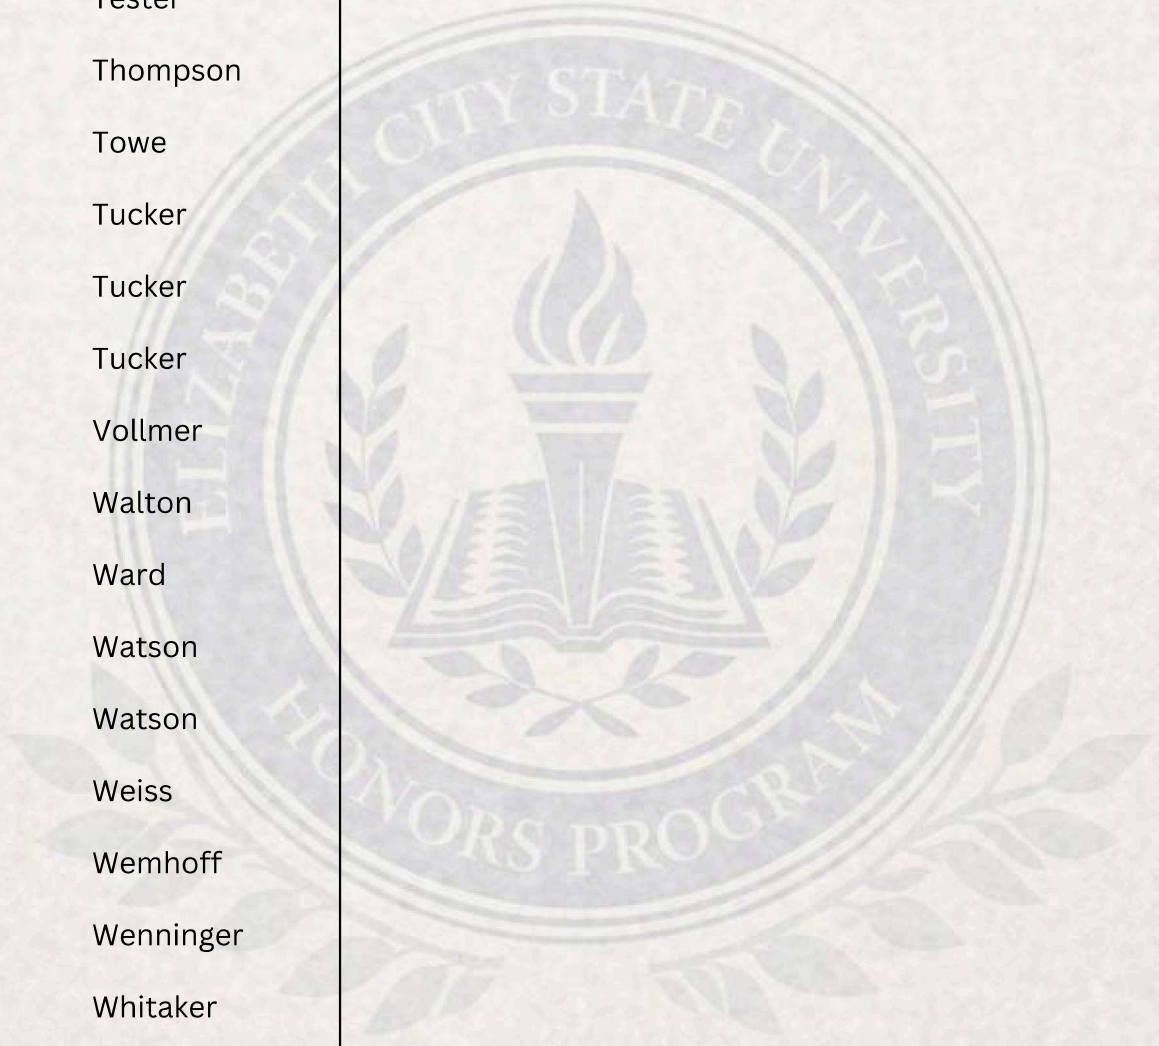 Tester
Thompson
Towe
Tucker
Tucker
Tucker
Vollmer
Walton
Ward
Watson
Watson
Weiss
Wemhoff
Wenninger
Whitaker
ELIZABETH CITY STATE UNIVERSITY
HONORS PROGRAM